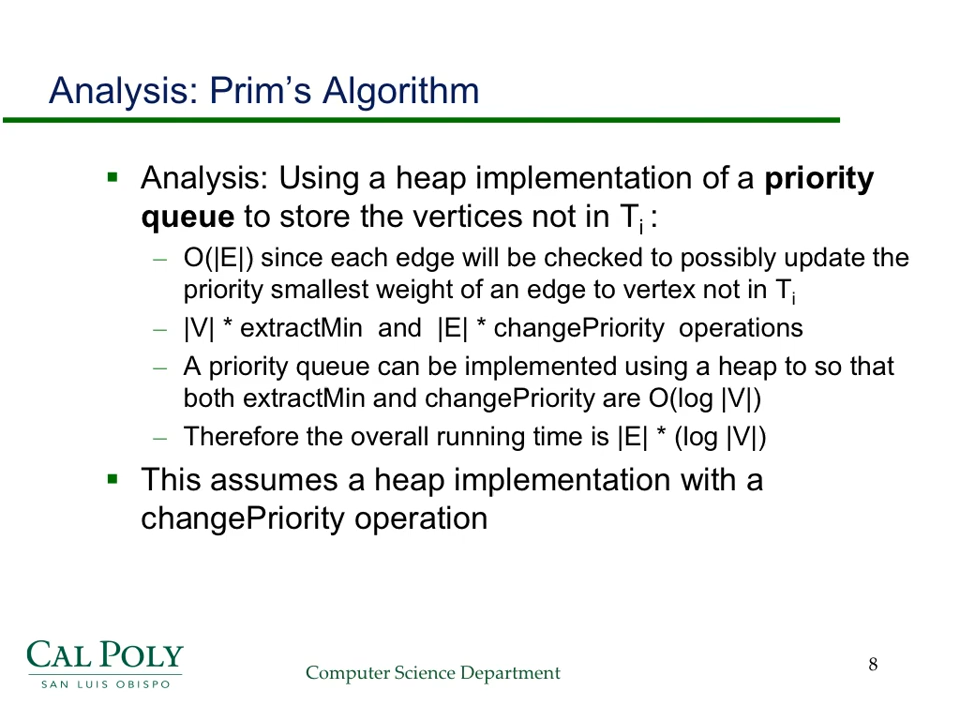 Analysis: Prim’s Algorithm
▪ Analysis: Using a heap implementation of a priority
queue to store the vertices not in Ti :
– O(|E|) since each edge will be checked to possibly update the
priority smallest weight of an edge to vertex not in Ti
– |V| * extractMin and |E| * changePriority operations
– A priority queue can be implemented using a heap to so that
both extractMin and changePriority are O(log |V|)
– Therefore the overall running time is |E| * (log |V|)
▪ This assumes a heap implementation with a
changePriority operation
CAL POLY
SAN LUIS OBISPO
Computer Science Department
8